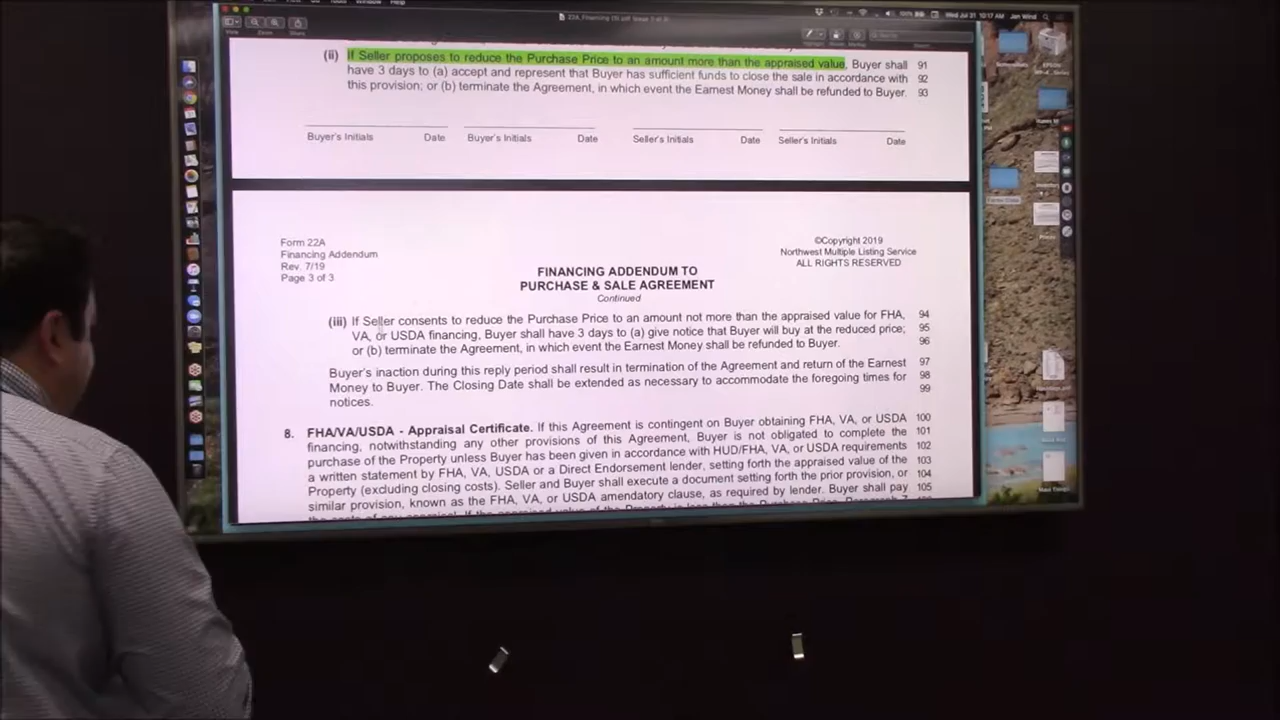 Window Help
22A_Financing
Wed Jul 21 10:17 AM Jan Wind
View Zoom Share
(ii) If Seller proposes to reduce the Purchase Price to an amount more than the appraised value, Buyer shall 91
have 3 days to (a) accept and represent that Buyer has sufficient funds to close the sale in accordance with 92
this provision; or (b) terminate the Agreement, in which event the Earnest Money shall be refunded to Buyer. 93
Buyer's Initials Date Buyer's Initials Date Seller's Initials Date Seller's Initials Date
Form 22A
Financing Addendum
Rev. 7/19
Page 3 of 3
©Copyright 2019
Northwest Multiple Listing Service
ALL RIGHTS RESERVED
FINANCING ADDENDUM TO
PURCHASE & SALE AGREEMENT
Continued
(iii) If Seller consents to reduce the Purchase Price to an amount not more than the appraised value for FHA, 94
VA, or USDA financing, Buyer shall have 3 days to (a) give notice that Buyer will buy at the reduced price; 95
or (b) terminate the Agreement, in which event the Earnest Money shall be refunded to Buyer. 96
Buyer's inaction during this reply period shall result in termination of the Agreement and return of the Earnest 97
Money to Buyer. The Closing Date shall be extended as necessary to accommodate the foregoing times for 98
notices. 99
8. FHA/VA/USDA - Appraisal Certificate. If this Agreement is contingent on Buyer obtaining FHA, VA, or USDA 100
financing, notwithstanding any other provisions of this Agreement, Buyer is not obligated to complete the 101
purchase of the Property unless Buyer has been given in accordance with HUD/FHA, VA, or USDA requirements 102
a written statement by FHA, VA, USDA or a Direct Endorsement lender, setting forth the appraised value of the 103
Property (excluding closing costs). Seller and Buyer shall execute a document setting forth the prior provision, or 104
similar provision, known as the FHA, VA, or USDA amendatory clause, as required by lender. Buyer shall pay 105